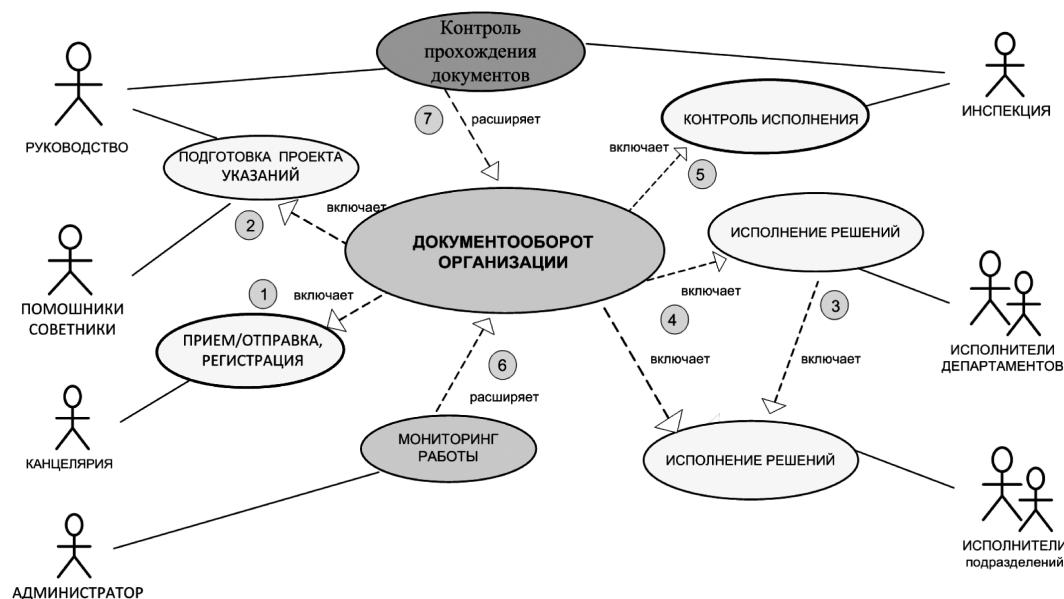 Контроль
прохождения
документов
РУКОВОДСТВО
ИНСПЕКЦИЯ
7
расширяет
КОНТРОЛЬ ИСПОЛНЕНИЯ
ПОДГОТОВКА ПРОЕКТА
УКАЗАНИЙ
включает
5
2
включает
ДОКУМЕНТООБОРОТ
ОРГАНИЗАЦИИ
ИСПОЛНЕНИЕ РЕШЕНИЙ
ПОМОШНИКИ
СОВЕТНИКИ
1
включает
включает
4
3
ПРИЕМ/ОТПРАВКА,
РЕГИСТРАЦИЯ
6
расширяет
включает
включает
ИСПОЛНИТЕЛИ
ДЕПАРТАМЕНТОВ
КАНЦЕЛЯРИЯ
МОНИТОРИНГ
РАБОТЫ
ИСПОЛНЕНИЕ РЕШЕНИЙ
ИСПОЛНИТЕЛИ
подразделений
АДМИНИСТРАТОР